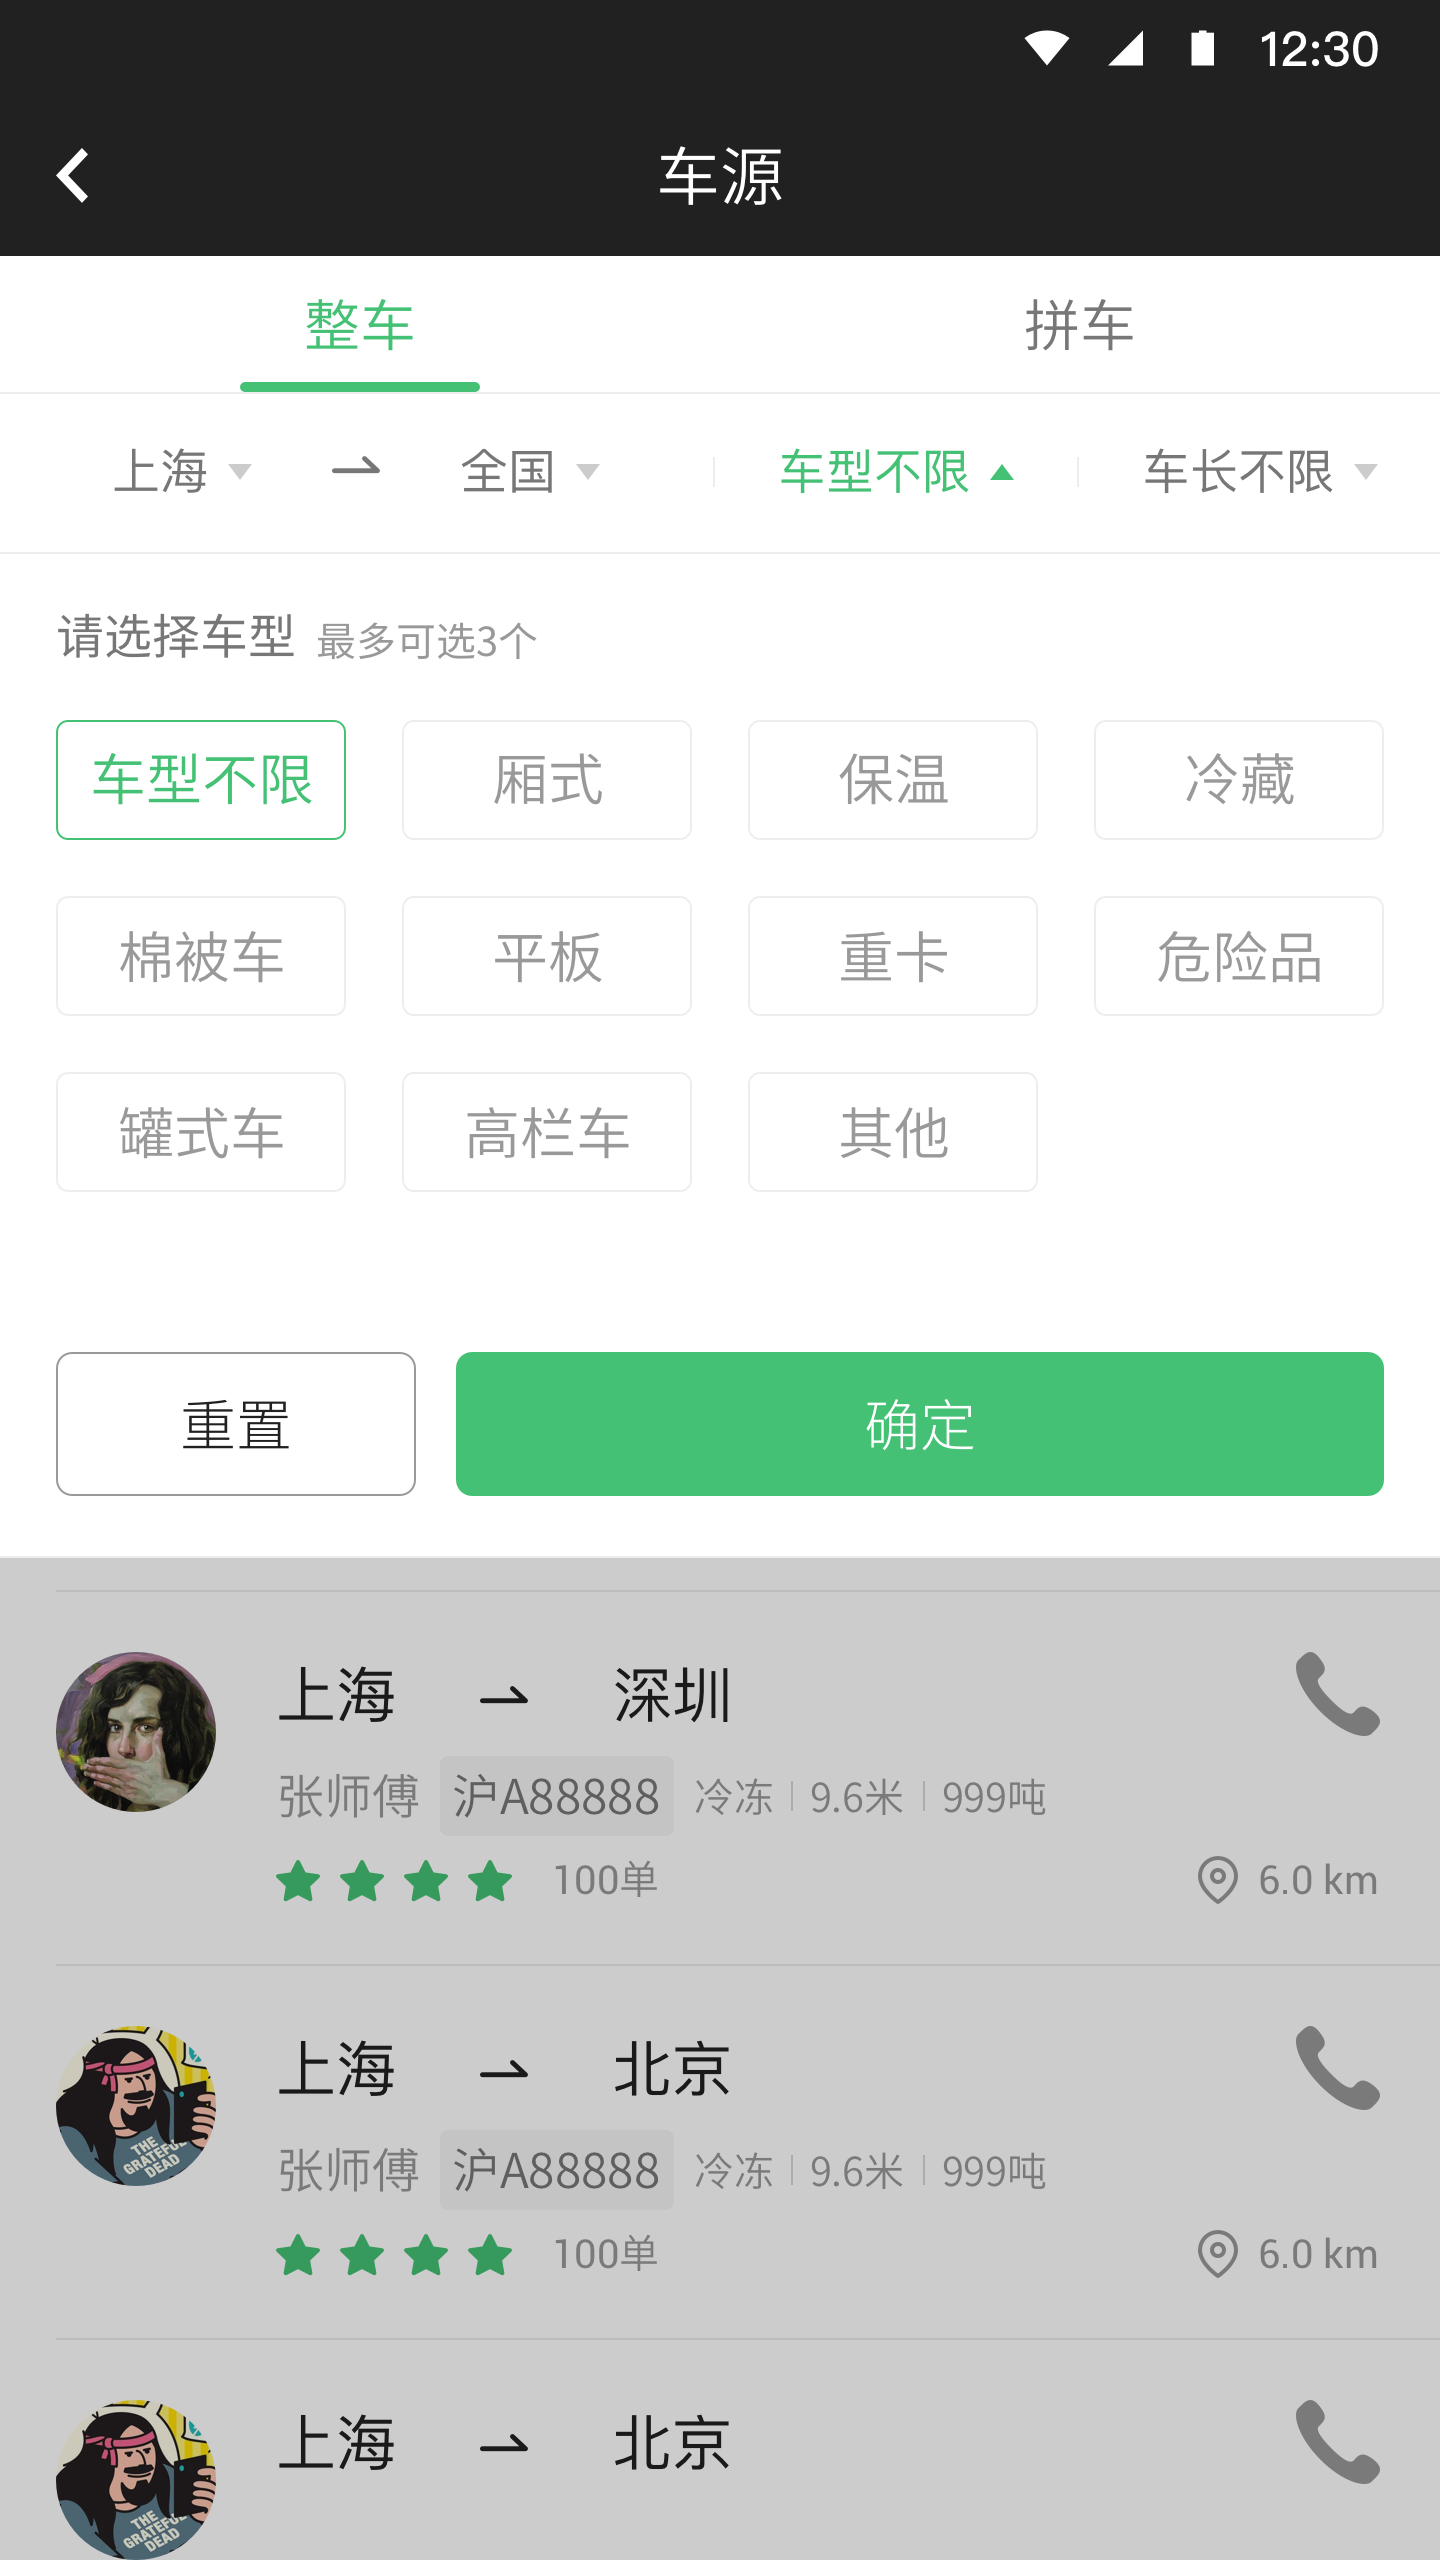 12:30
车源
整车 拼车
上海 全国 车型不限 车长不限
请选择车型 最多可选3个
车型不限 厢式 保温 冷藏
棉被车 平板 重卡 危险品
罐式车 高栏车 其他
重置 确定
上海 深圳
张师傅 沪A88888 冷冻 9.6米 999吨
100单 6.0 km
上海 北京
张师傅 沪A88888 冷冻 9.6米 999吨
THE
GRATEFUL
DEAD
100单 6.0 km
上海 北京
THE
GRATEFUL
DEAD